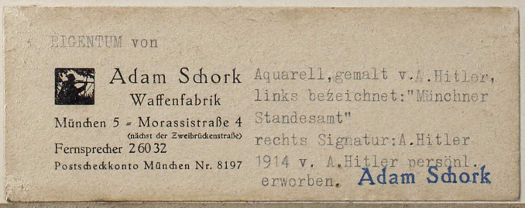 EIGENTUM von
Adam Schork
Waffenfabrik
München 5 - Morassistraße 4
(nächst der Zweibrückenstraße)
Fernsprecher 26032
Postscheckkonto München Nr. 8197
Aquarell,gemalt v.A.Hitler,
links bezeichnet:"Münchner
Standesamt"
rechts Signatur:A.Hitler
1914 v. A.Hitler persönl.
erworben. Adam Schork